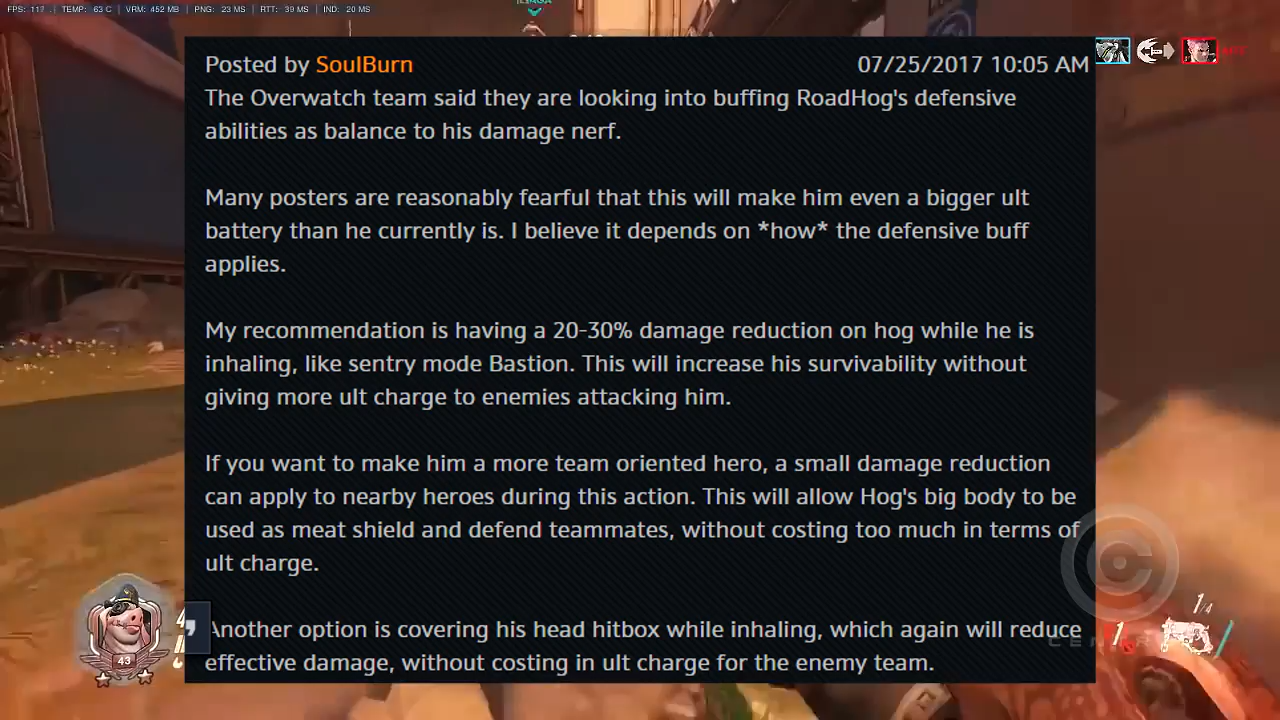 FPS: 117 | TEMP: 63 C | VRM: 452 MB | PNG: 23 MS | RTT: 39 MS | IND: 20 MS
Posted by SoulBurn 07/25/2017 10:05 AM
The Overwatch team said they are looking into buffing RoadHog's defensive
abilities as balance to his damage nerf.
Many posters are reasonably fearful that this will make him even a bigger ult
battery than he currently is. I believe it depends on *how* the defensive buff
applies.
My recommendation is having a 20-30% damage reduction on hog while he is
inhaling, like sentry mode Bastion. This will increase his survivability without
giving more ult charge to enemies attacking him.
If you want to make him a more team oriented hero, a small damage reduction
can apply to nearby heroes during this action. This will allow Hog's big body to be
used as meat shield and defend teammates, without costing too much in terms of
ult charge.
Another option is covering his head hitbox while inhaling, which again will reduce
effective damage, without costing in ult charge for the enemy team.
43
1/4